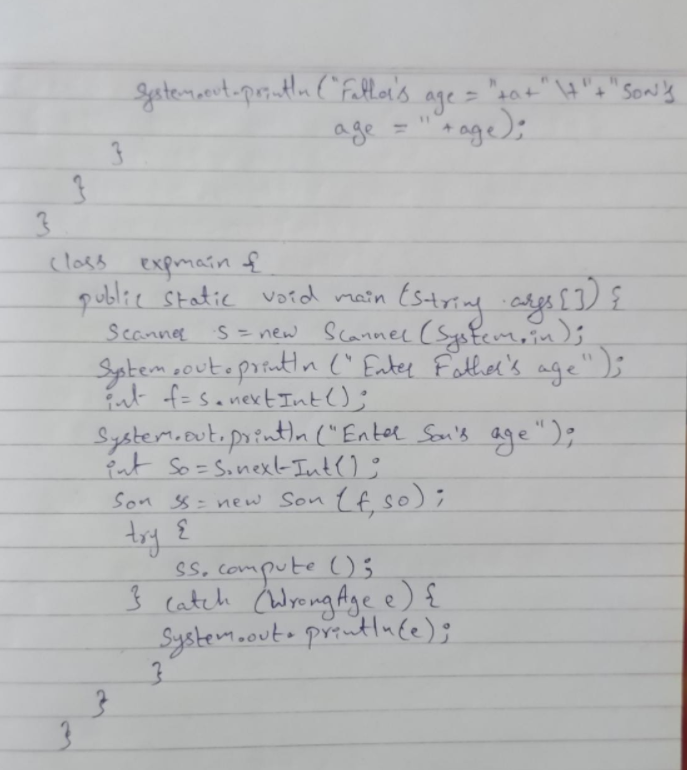 System.out.println("Father's age = "+a+" \t"+"Son's
age = "+age);
}
}
}
class expmain {
public static void main (String args[]) {
Scanner s = new Scanner (System.in);
System.out.println ("Enter Father's age");
int f = s.nextInt();
System.out.println ("Enter Son's age");
int so = s.nextInt();
Son ss = new Son (f, so);
try {
ss.compute ();
} catch (WrongAge e) {
System.out.println(e);
}
}
}